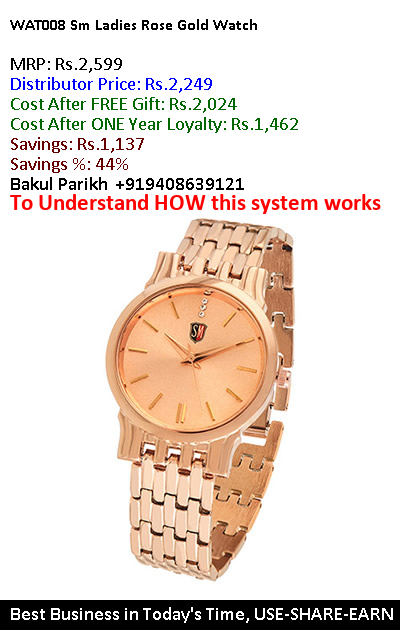 WAT008 Sm Ladies Rose Gold Watch
MRP: Rs.2,599
Distributor Price: Rs.2,249
Cost After FREE Gift: Rs.2,024
Cost After ONE Year Loyalty: Rs.1,462
Savings: Rs.1,137
Savings %: 44%
Bakul Parikh +919408639121
To Understand HOW this system works
SM
Best Business in Today's Time, USE-SHARE-EARN